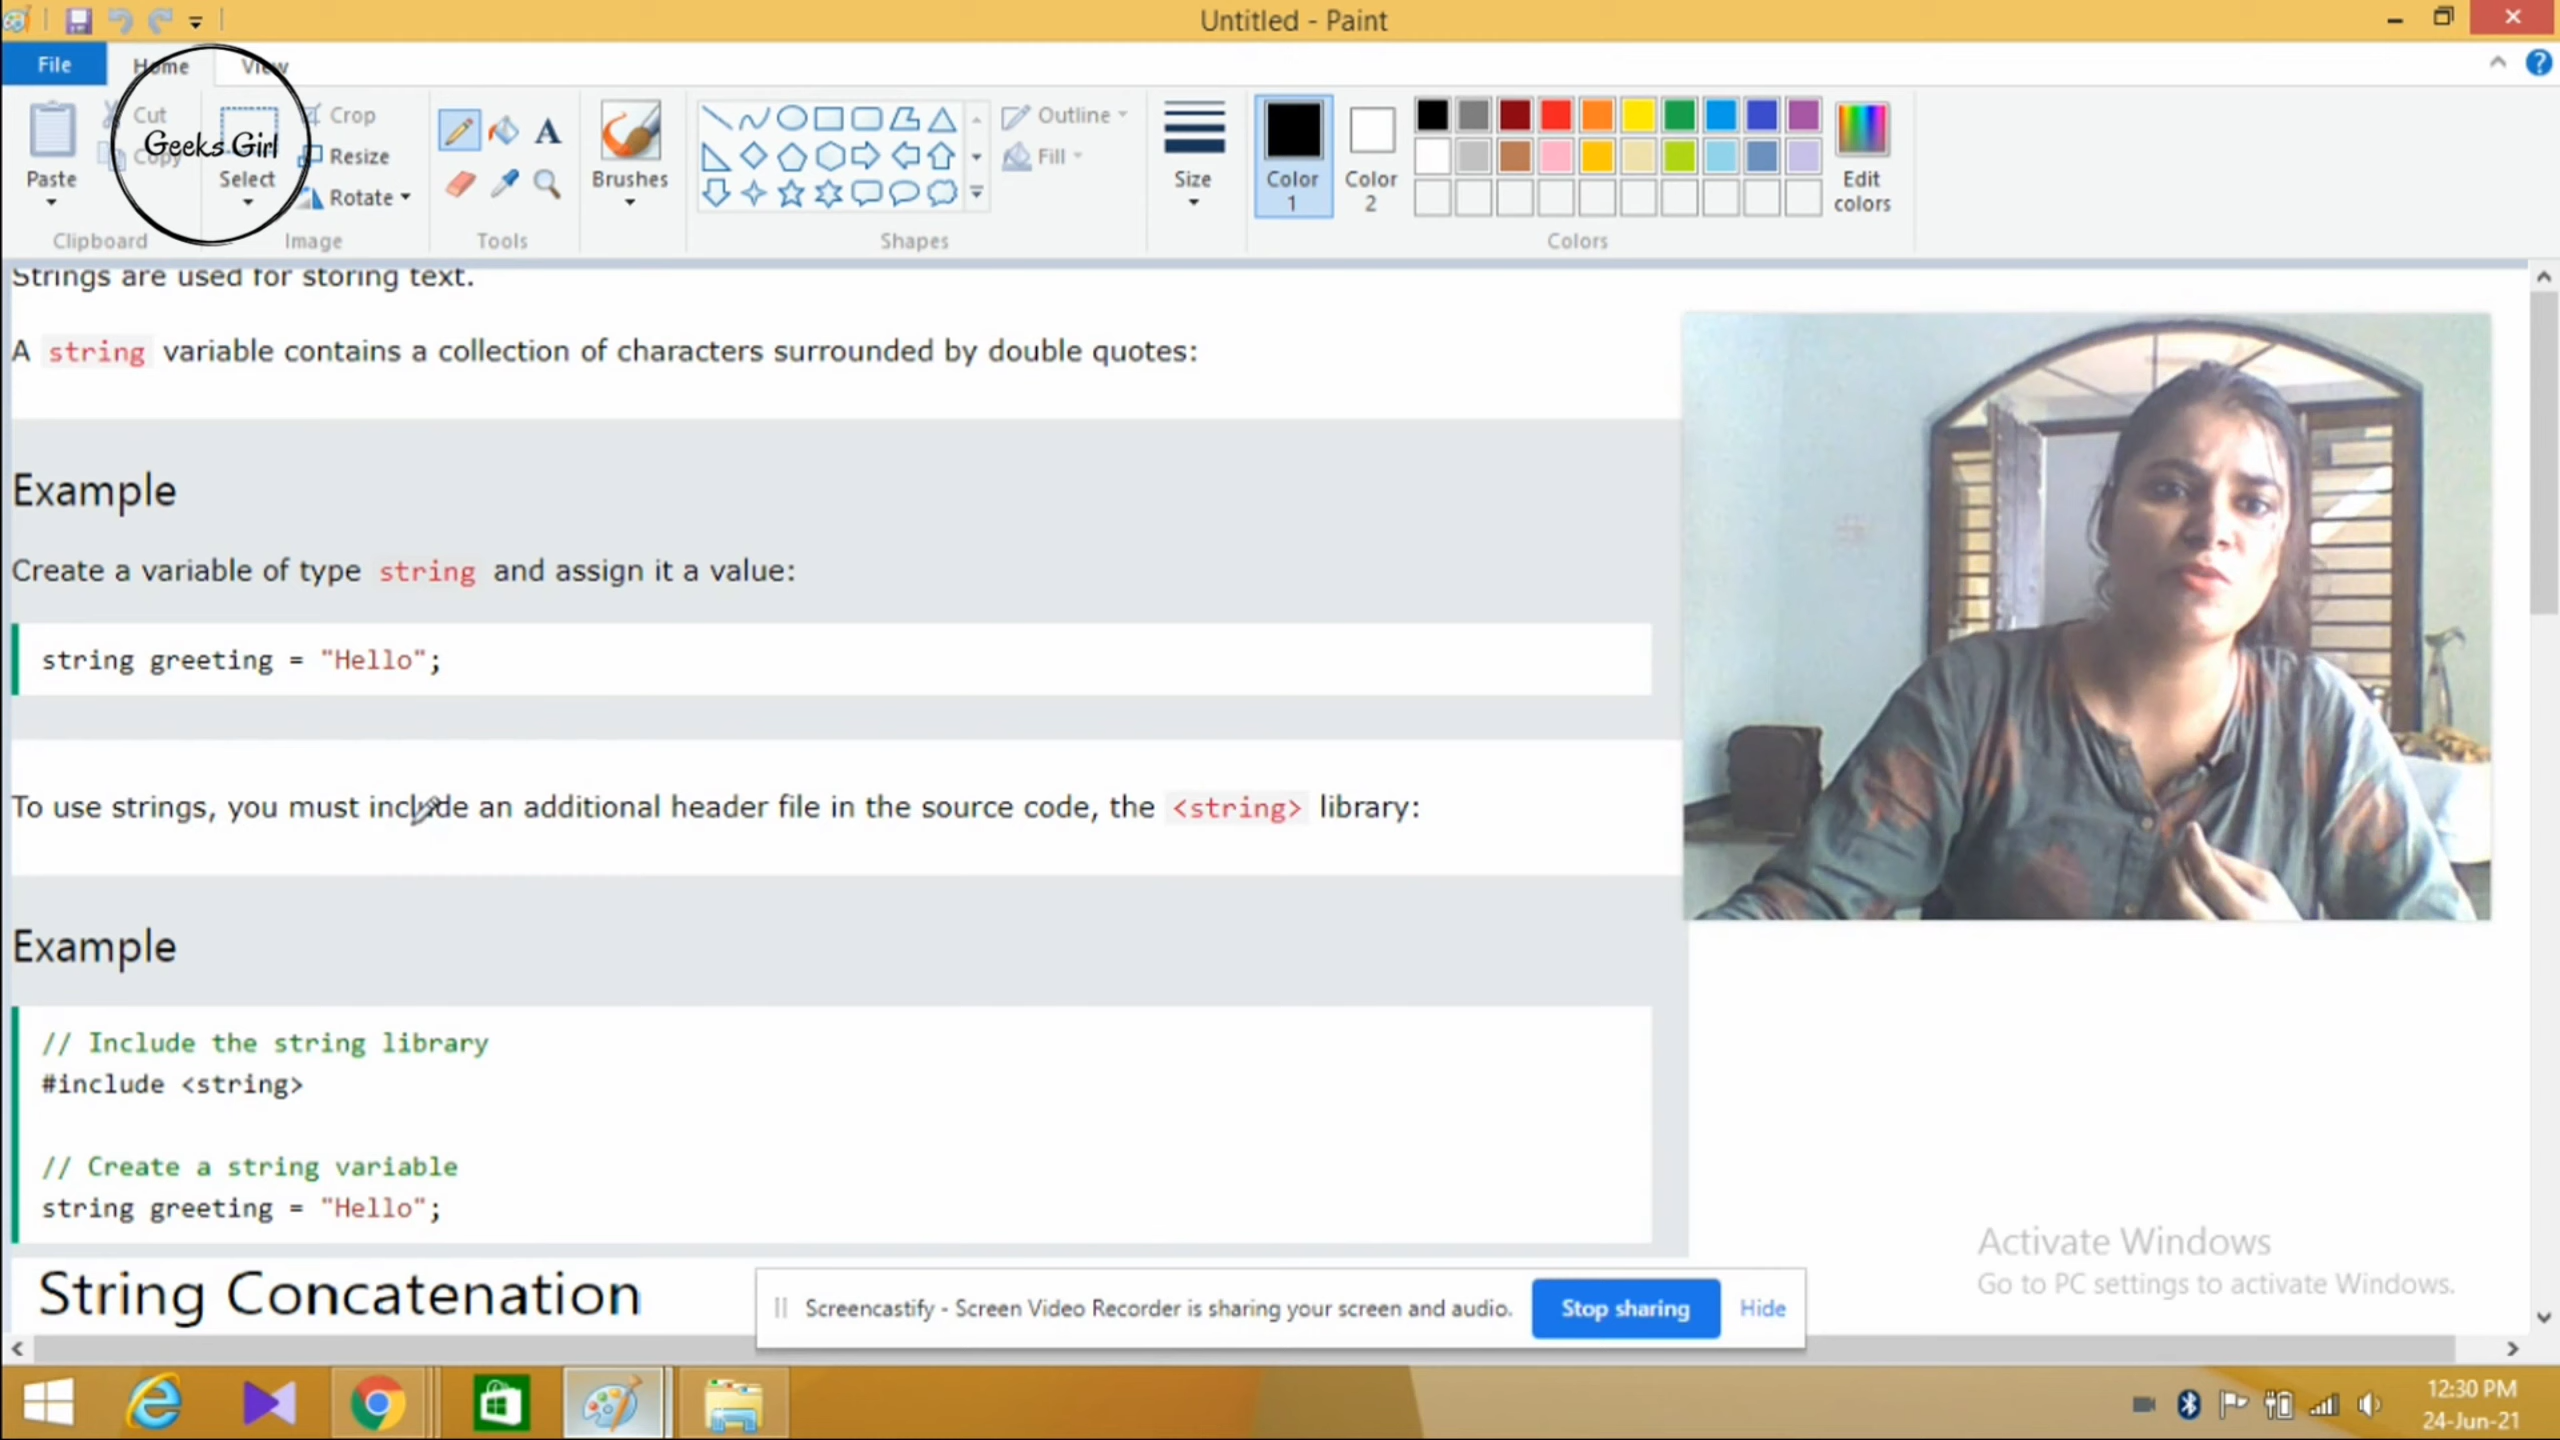 Untitled - Paint
File
Home
View
Cut
Copy
Geeks Girl
Paste
Select
Crop
Resize
Rotate
Brushes
Outline
Fill
Size
Color 1
Color 2
Edit colors
Clipboard
Image
Tools
Shapes
Colors
Strings are used for storing text.
A string variable contains a collection of characters surrounded by double quotes:
Example
Create a variable of type string and assign it a value:
string greeting = "Hello";
To use strings, you must include an additional header file in the source code, the <string> library:
Example
// Include the string library
#include <string>
// Create a string variable
string greeting = "Hello";
String Concatenation
Screencastify - Screen Video Recorder is sharing your screen and audio.
Stop sharing
Hide
Activate Windows
Go to PC settings to activate Windows.
12:30 PM
24-Jun-21